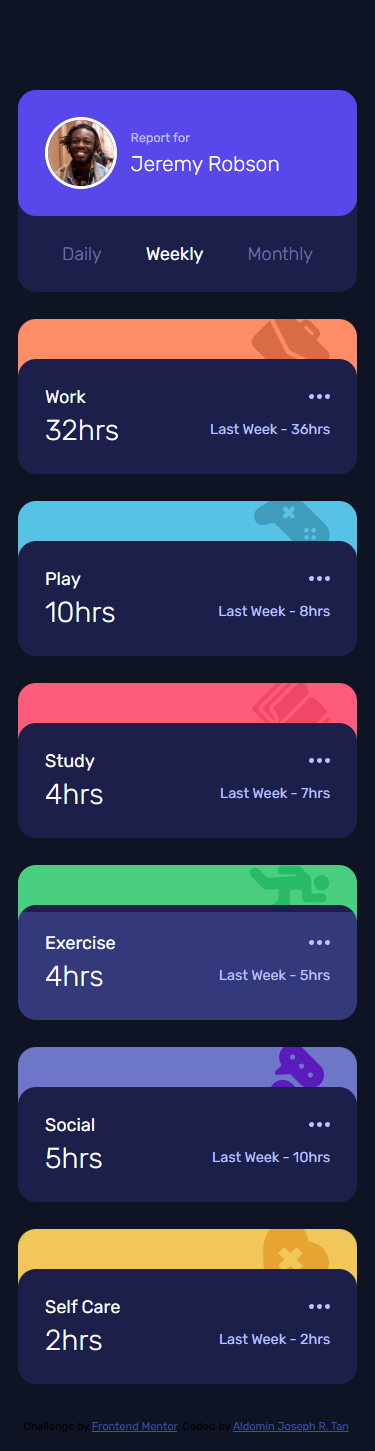 Report for
Jeremy Robson
Daily Weekly Monthly
Work
32hrs Last Week - 36hrs
Play
10hrs Last Week - 8hrs
Study
4hrs Last Week - 7hrs
Exercise
4hrs Last Week - 5hrs
Social
5hrs Last Week - 10hrs
Self Care
2hrs Last Week - 2hrs
Challenge by Frontend Mentor Coded by Aldomin Joseph R. Tan